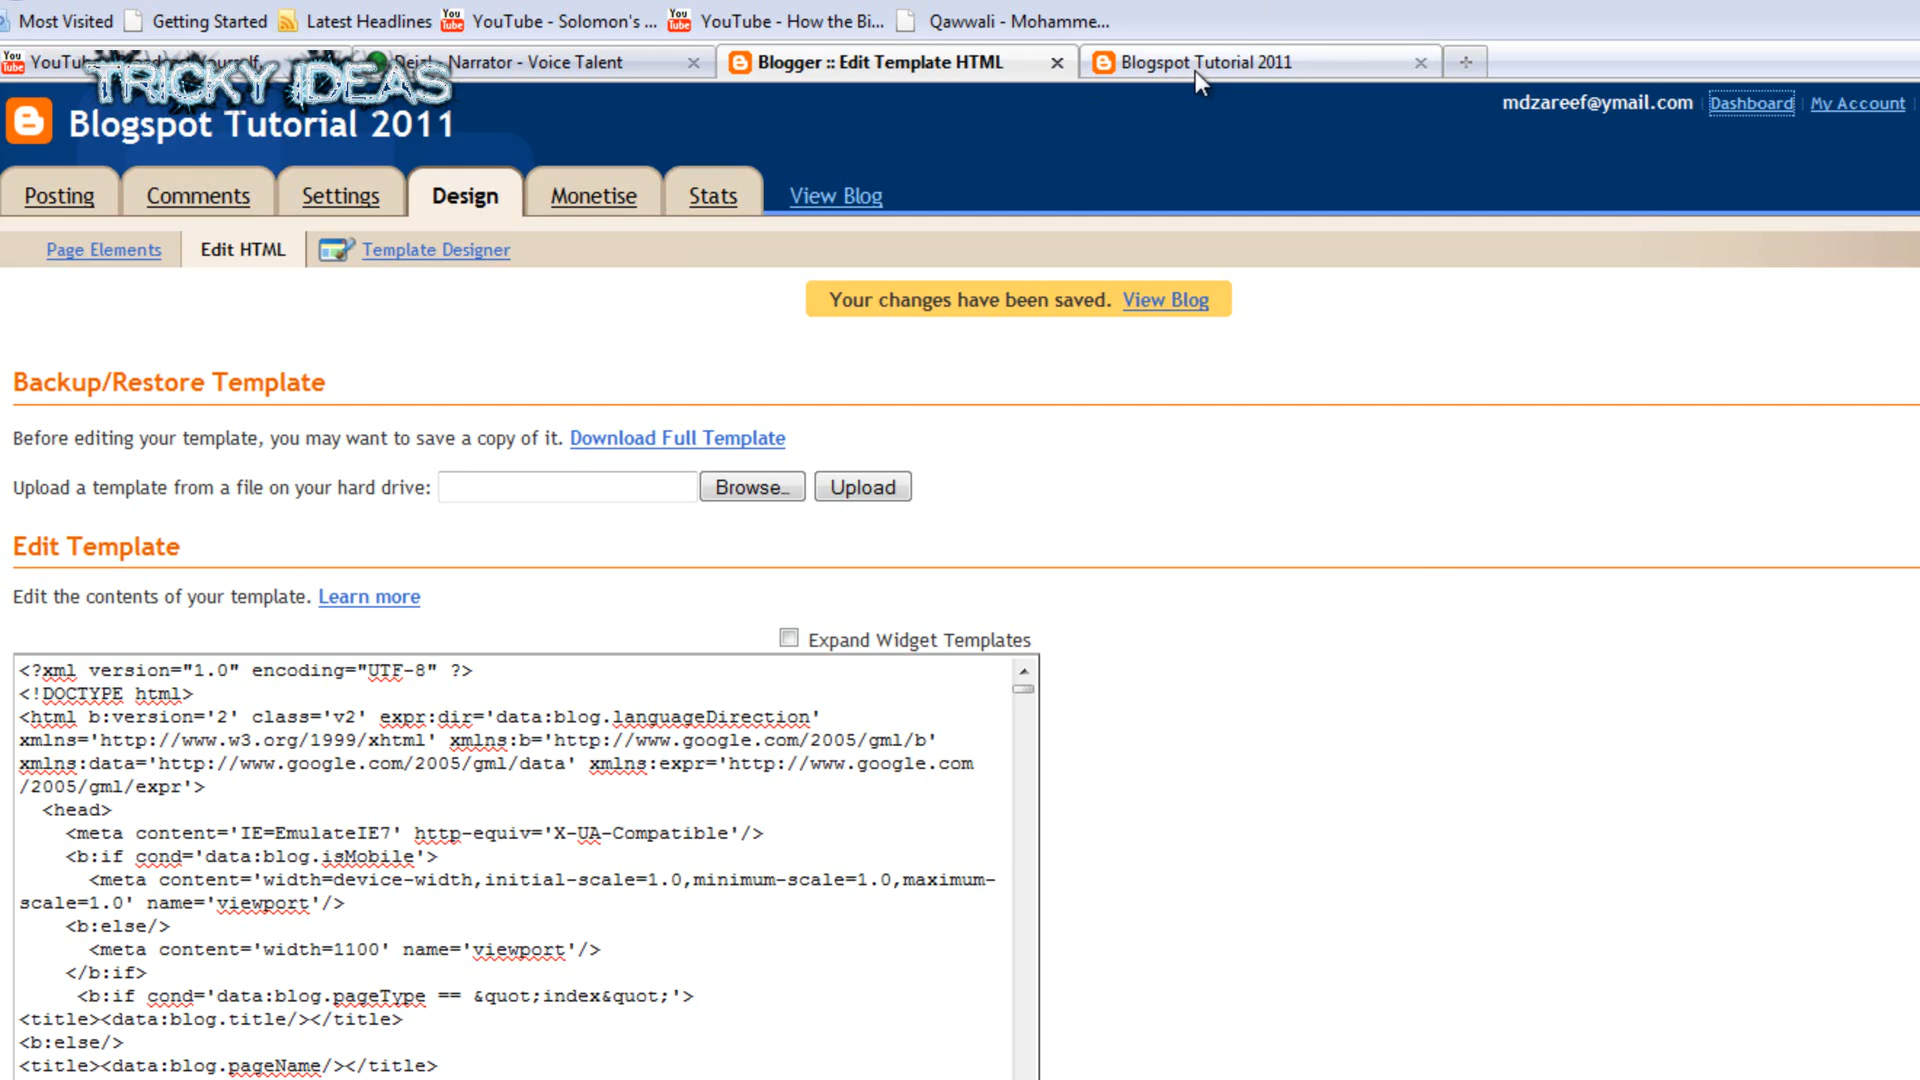 Most Visited Getting Started Latest Headlines YouTube - Solomon's ... YouTube - How the Bi... Qawwali - Mohamme...
Narrator - Voice Talent Blogger :: Edit Template HTML Blogspot Tutorial 2011
TRICKY IDEAS
Blogspot Tutorial 2011
mdzareef@ymail.com Dashboard My Account
Posting Comments Settings Design Monetise Stats View Blog
Page Elements Edit HTML Template Designer
Your changes have been saved. View Blog
Backup/Restore Template
Before editing your template, you may want to save a copy of it. Download Full Template
Upload a template from a file on your hard drive: Browse... Upload
Edit Template
Edit the contents of your template. Learn more
Expand Widget Templates
<?xml version="1.0" encoding="UTF-8" ?>
<!DOCTYPE html>
<html b:version='2' class='v2' expr:dir='data:blog.languageDirection'
xmlns='http://www.w3.org/1999/xhtml' xmlns:b='http://www.google.com/2005/gml/b'
xmlns:data='http://www.google.com/2005/gml/data' xmlns:expr='http://www.google.com
/2005/gml/expr'>
<head>
<meta content='IE=EmulateIE7' http-equiv='X-UA-Compatible'/>
<b:if cond='data:blog.isMobile'>
<meta content='width=device-width,initial-scale=1.0,minimum-scale=1.0,maximum-
scale=1.0' name='viewport'/>
<b:else/>
<meta content='width=1100' name='viewport'/>
</b:if>
<b:if cond='data:blog.pageType == &quot;index&quot;'>
<title><data:blog.title/></title>
<b:else/>
<title><data:blog.pageName/></title>